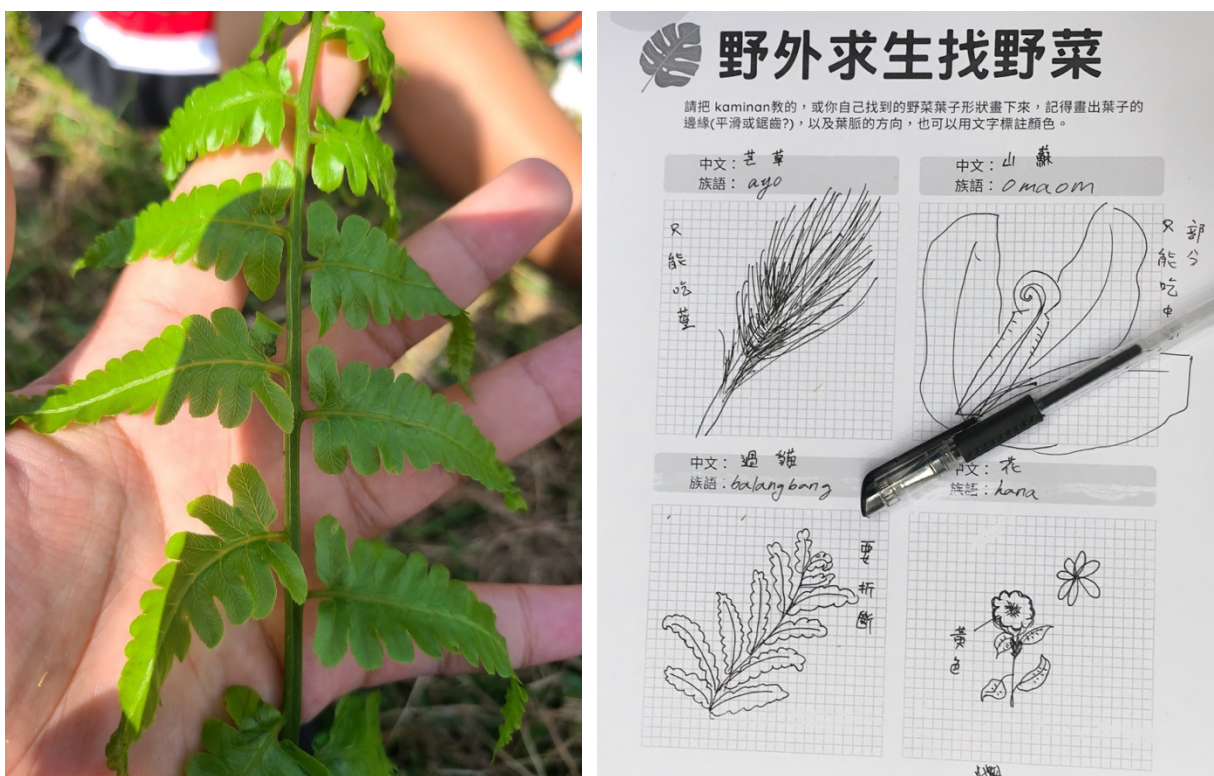 野外求生找野菜
請把 kaminan教的，或你自己找到的野菜葉子形狀畫下來，記得畫出葉子的
邊緣(平滑或鋸齒?)，以及葉脈的方向，也可以用文字標註顏色。
中文：芒草
族語：ayo
只能吃莖
中文：山蘇
族語：omaom
只能吃中
部分
中文：過貓
族語：balangbang
要折斷
中文：花
族語：hana
黃色